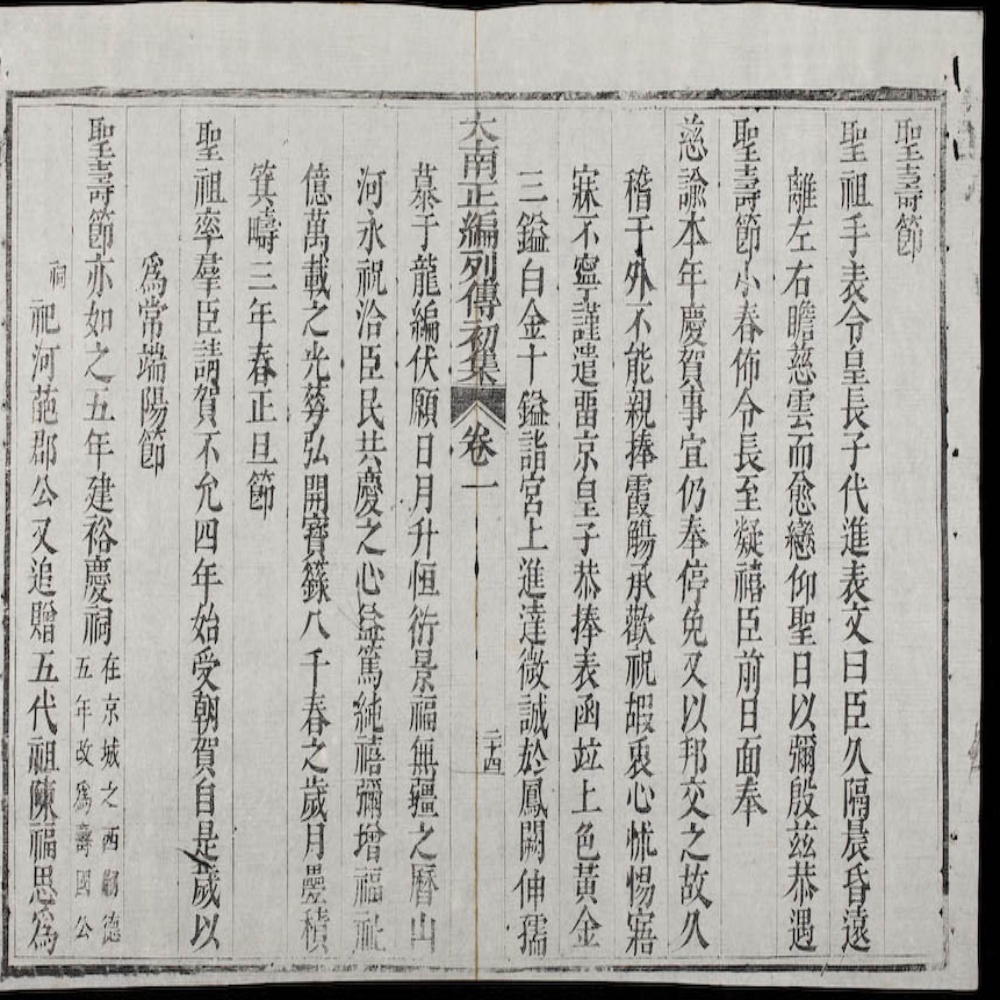 聖壽節
聖祖手表令皇長子代進表文曰臣久隔晨昏遠
離左右瞻慈雲而愈戀仰聖日以彌殷茲恭遇
聖壽節小春佈令長至凝禧臣前日面奉
慈諭本年慶賀事宜仍奉停免又以邦交之故久
稽于外不能親捧霞觴承歡祝嘏衷心怵惕寤
寐不寧謹遣畱京皇子恭捧表函竝上色黃金
三鎰白金十鎰詣宮上進達微誠於鳳闕伸孺
大南正編列傳初集 卷一 二十四
慕于龍編伏願日月升恒衍景福無疆之曆山
河永祝洽臣民共慶之心益篤純禧彌增福祉
億萬載之光葬弘開寶籙八千春之歲月疊積
箕疇三年春正旦節
聖祖率羣臣請賀不允四年始受朝賀自是歲以
爲常端陽節
聖壽節亦如之五年建裕慶祠在京城之西嗣德五年改爲壽國公
祠祀河葩郡公又追贈五代祖陳福思爲